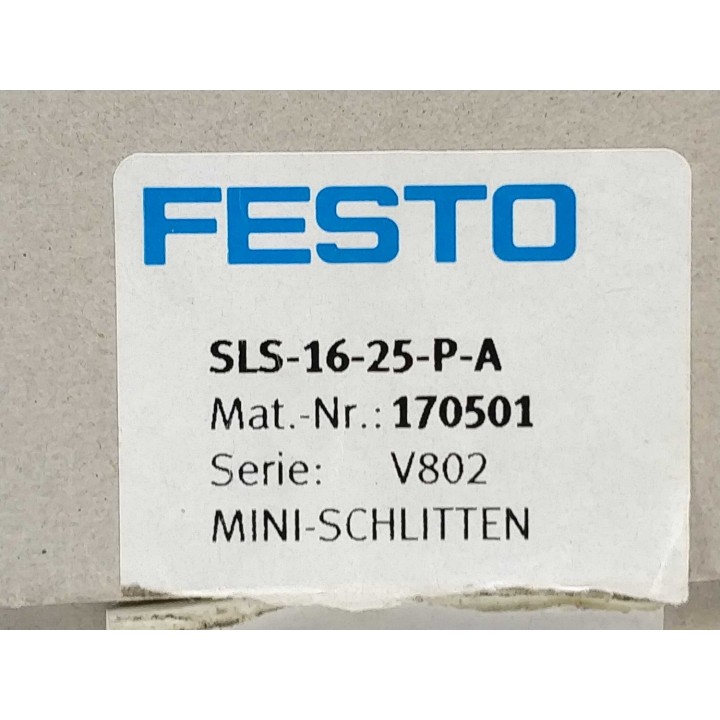 FESTO
SLS-16-25-P-A
Mat.-Nr.: 170501
Serie: V802
MINI-SCHLITTEN